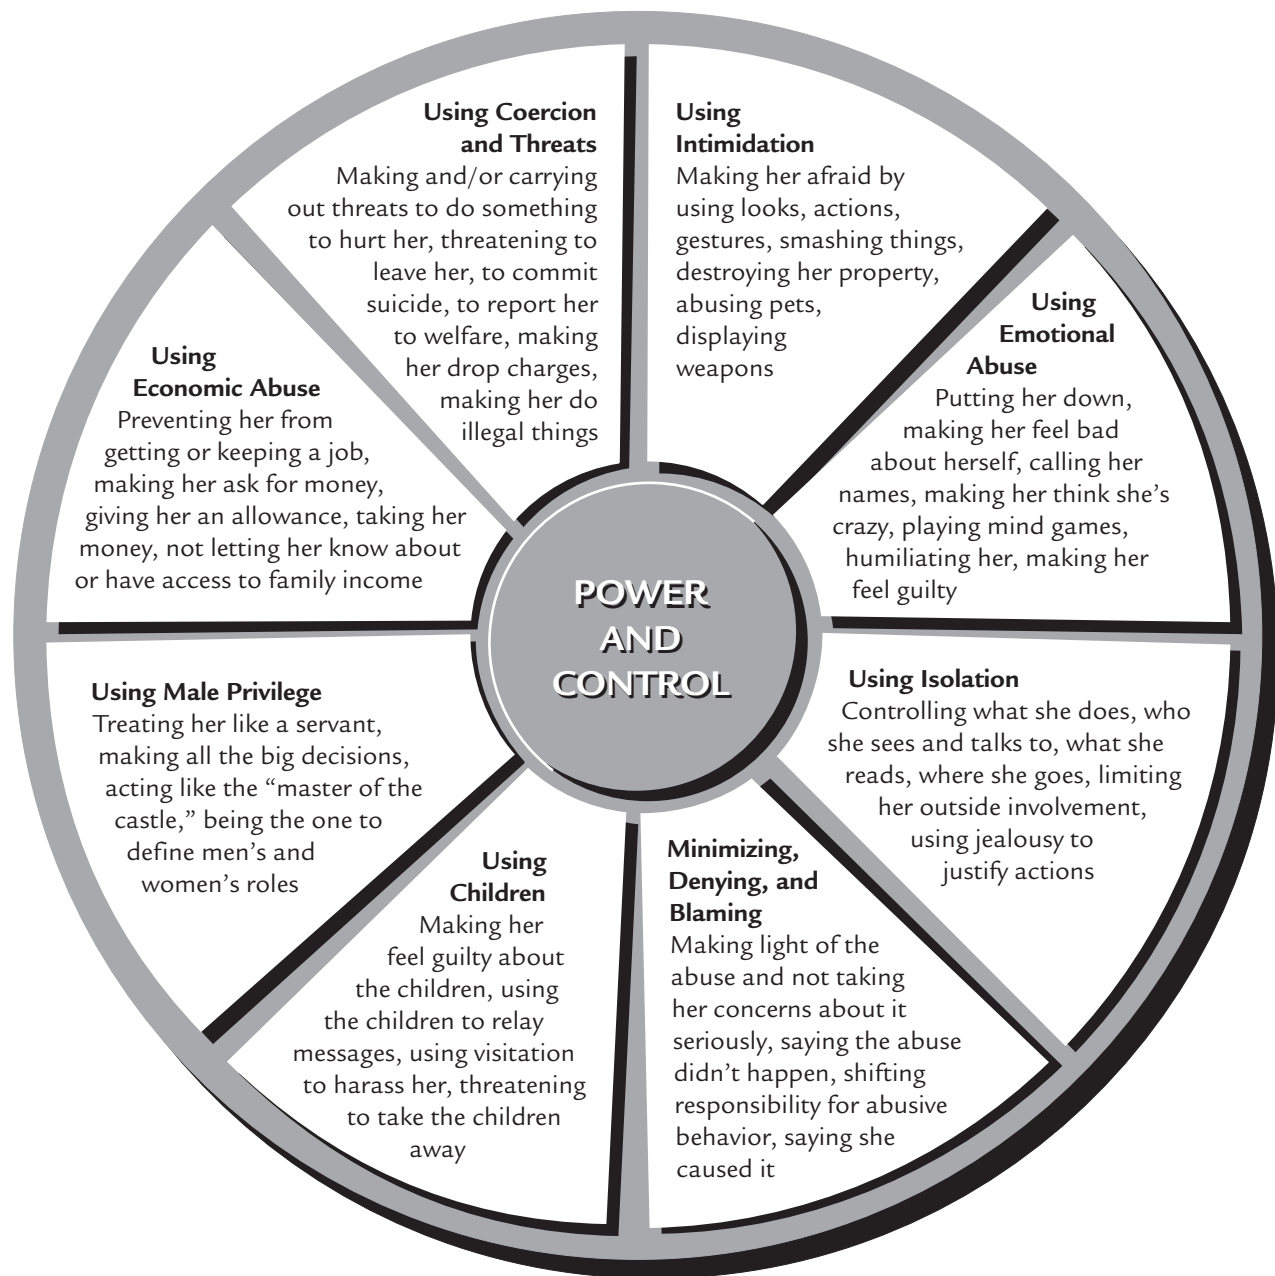 Using Coercion
and Threats
Making and/or carrying
out threats to do something
to hurt her, threatening to
leave her, to commit
suicide, to report her
to welfare, making
her drop charges,
making her do
illegal things
Using
Intimidation
Making her afraid by
using looks, actions,
gestures, smashing things,
destroying her property,
abusing pets,
displaying
weapons
Using
Emotional
Abuse
Putting her down,
making her feel bad
about herself, calling her
names, making her think she’s
crazy, playing mind games,
humiliating her, making her
feel guilty
Using Isolation
Controlling what she does, who
she sees and talks to, what she
reads, where she goes, limiting
her outside involvement,
using jealousy to
justify actions
Minimizing,
Denying, and
Blaming
Making light of the
abuse and not taking
her concerns about it
seriously, saying the abuse
didn’t happen, shifting
responsibility for abusive
behavior, saying she
caused it
Using
Children
Making her
feel guilty about
the children, using
the children to relay
messages, using visitation
to harass her, threatening
to take the children
away
Using Male Privilege
Treating her like a servant,
making all the big decisions,
acting like the “master of the
castle,” being the one to
define men’s and
women’s roles
Using
Economic Abuse
Preventing her from
getting or keeping a job,
making her ask for money,
giving her an allowance, taking her
money, not letting her know about
or have access to family income
POWER
AND
CONTROL